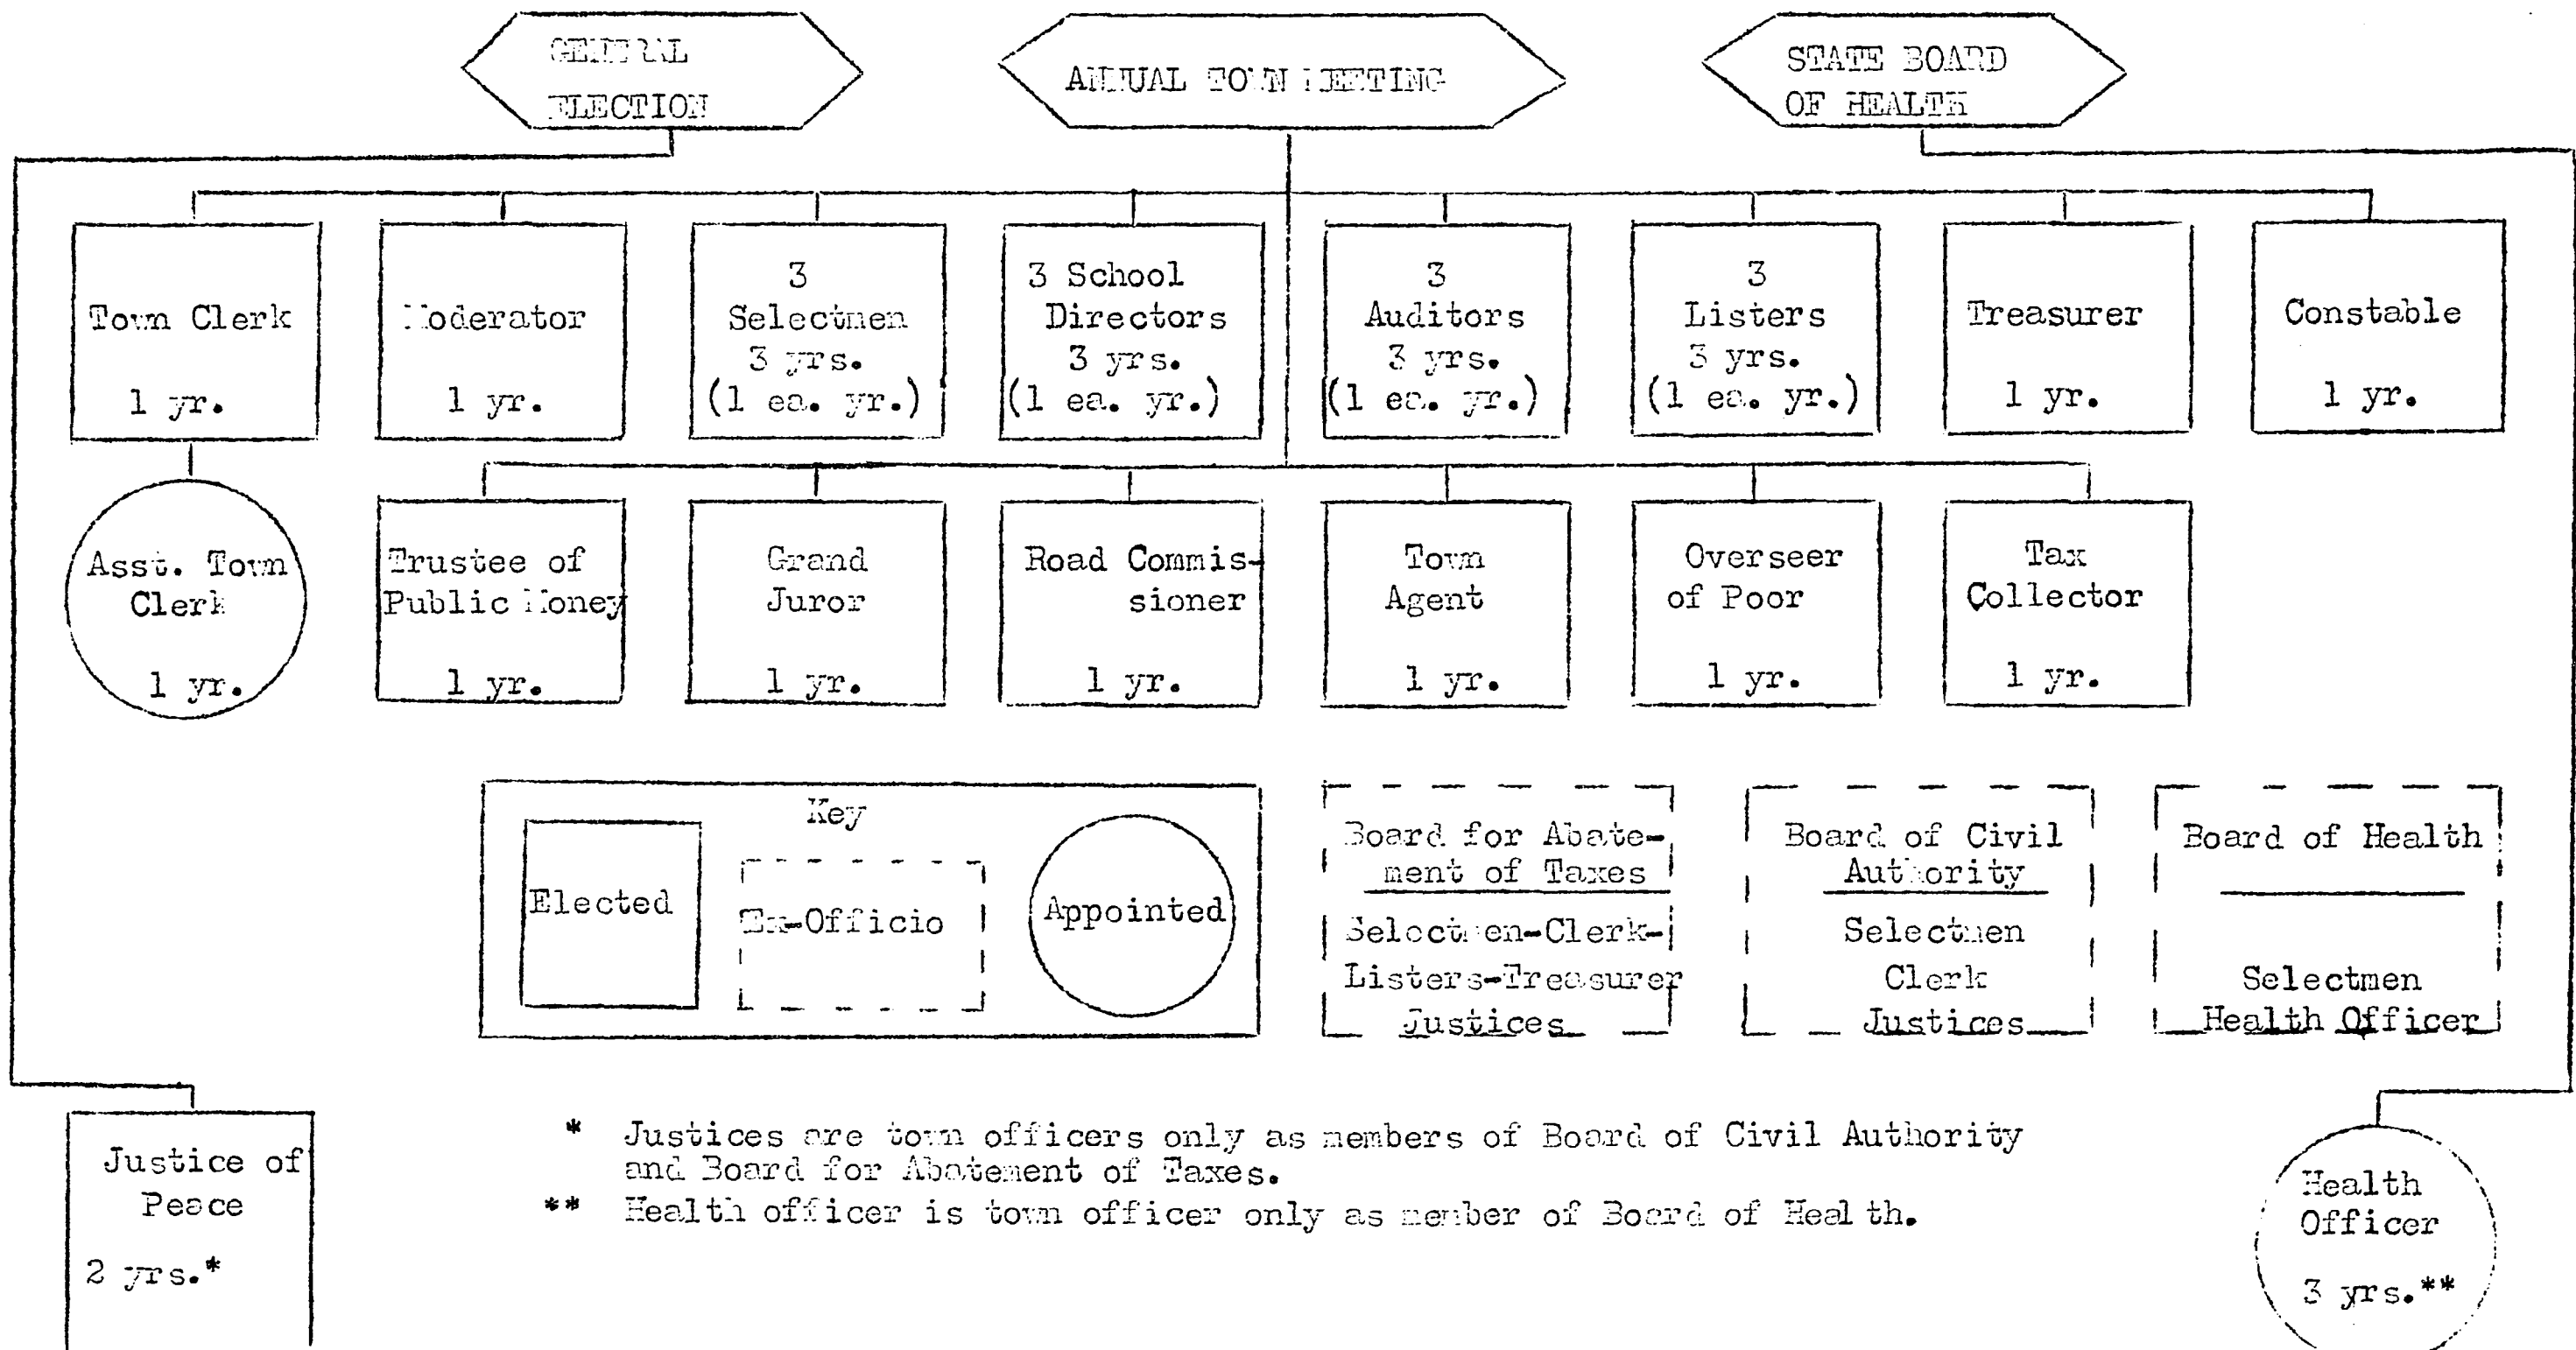 GENERAL
ELECTION
ANNUAL TOWN MEETING
STATE BOARD
OF HEALTH
Town Clerk
1 yr.
Moderator
1 yr.
3
Selectmen
3 yrs.
(1 ea. yr.)
3 School
Directors
3 yrs.
(1 ea. yr.)
3
Auditors
3 yrs.
(1 ea. yr.)
3
Listers
3 yrs.
(1 ea. yr.)
Treasurer
1 yr.
Constable
1 yr.
Asst. Town
Clerk
1 yr.
Trustee of
Public Money
1 yr.
Grand
Juror
1 yr.
Road Commis-
sioner
1 yr.
Town
Agent
1 yr.
Overseer
of Poor
1 yr.
Tax
Collector
1 yr.
Key
Elected
Ex-Officio
Appointed
Board for Abate-
ment of Taxes
Selectmen-Clerk-
Listers-Treasurer
Justices
Board of Civil
Authority
Selectmen
Clerk
Justices
Board of Health
Selectmen
Health Officer
Justice of
Peace
2 yrs.*
* Justices are town officers only as members of Board of Civil Authority
and Board for Abatement of Taxes.
** Health officer is town officer only as member of Board of Heal th.
Health
Officer
3 yrs.**